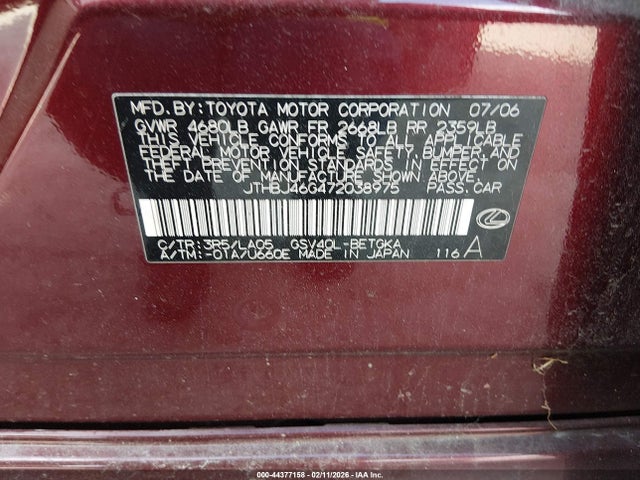 MFD. BY: TOYOTA MOTOR CORPORATION 07/06
GVWR 4680LB GAWR FR 2668LB RR 2359LB
THIS VEHICLE CONFORMS TO ALL APPLICABLE
FEDERAL MOTOR VEHICLE SAFETY, BUMPER AND
THEFT PREVENTION STANDARDS IN EFFECT ON
THE DATE OF MANUFACTURE SHOWN ABOVE.
JTHBJ46G472038975 PASS. CAR
C/TR: 3R5/LA05 GSV40L-BETGKA
A/TM: -01A/U660E MADE IN JAPAN 116 A
000-44377158 - 02/11/2026 - IAA Inc.